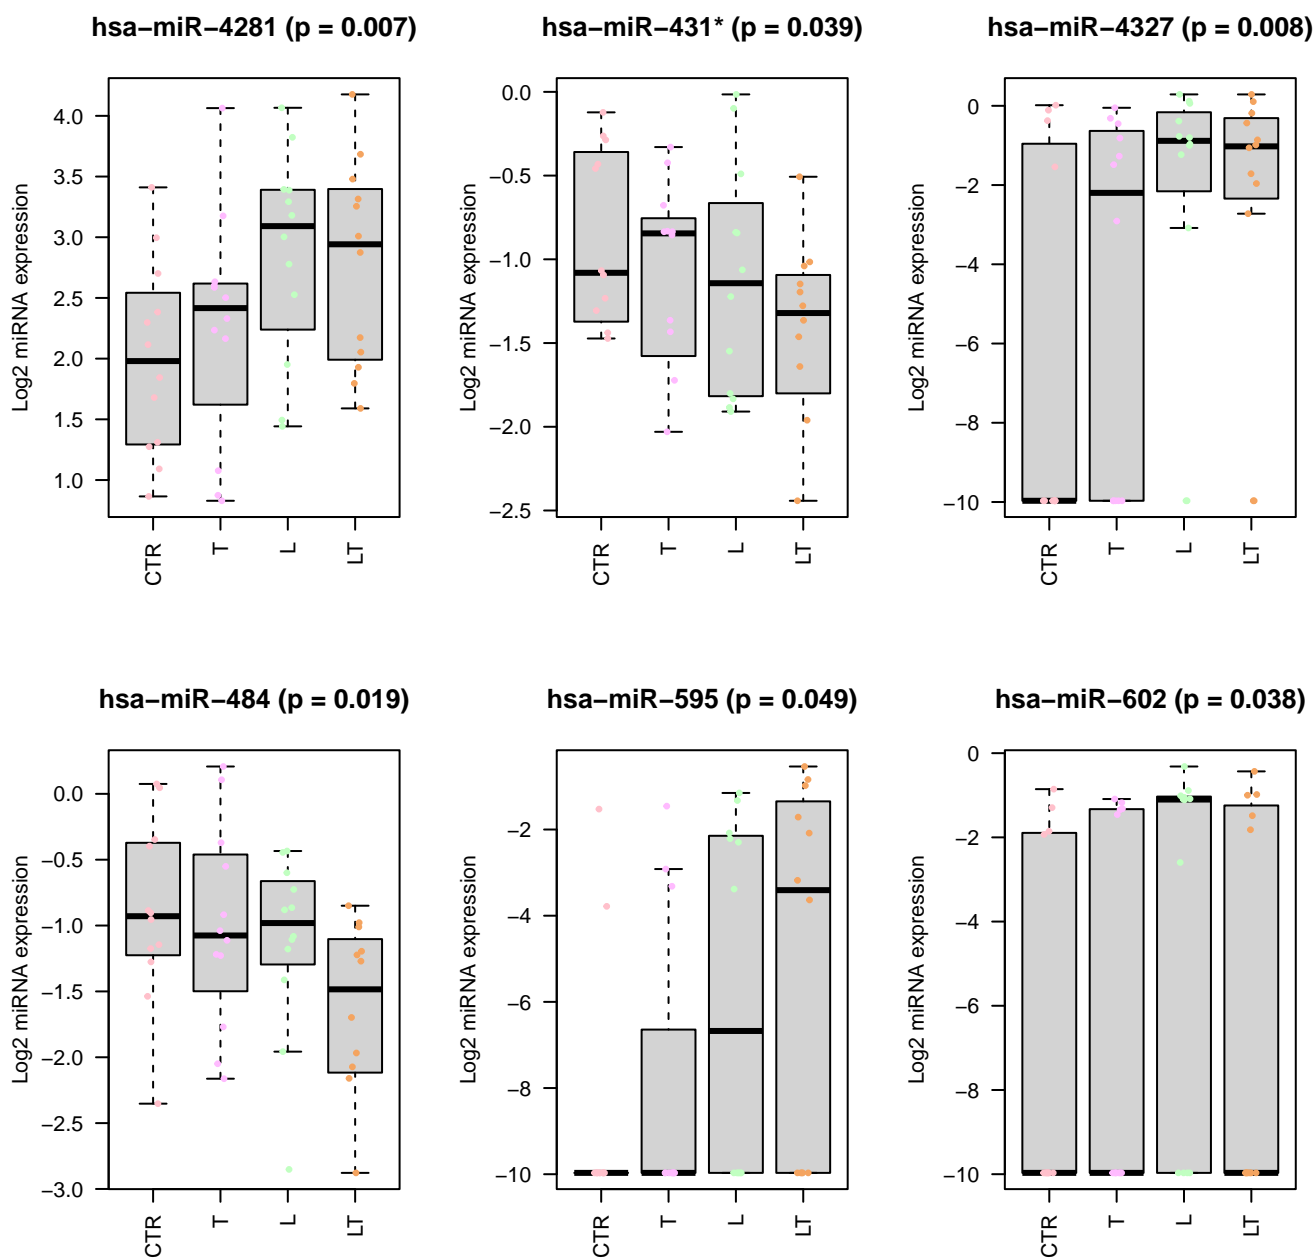 hsa−miR−4281 (p = 0.007)
Log2 miRNA expression
4.0
3.5
3.0
2.5
2.0
1.5
1.0
CTR
T
L
LT
hsa−miR−431* (p = 0.039)
Log2 miRNA expression
0.0
−0.5
−1.0
−1.5
−2.0
−2.5
CTR
T
L
LT
hsa−miR−4327 (p = 0.008)
Log2 miRNA expression
0
−2
−4
−6
−8
−10
CTR
T
L
LT
hsa−miR−484 (p = 0.019)
Log2 miRNA expression
0.0
−0.5
−1.0
−1.5
−2.0
−2.5
−3.0
CTR
T
L
LT
hsa−miR−595 (p = 0.049)
Log2 miRNA expression
−2
−4
−6
−8
−10
CTR
T
L
LT
hsa−miR−602 (p = 0.038)
Log2 miRNA expression
0
−2
−4
−6
−8
−10
CTR
T
L
LT